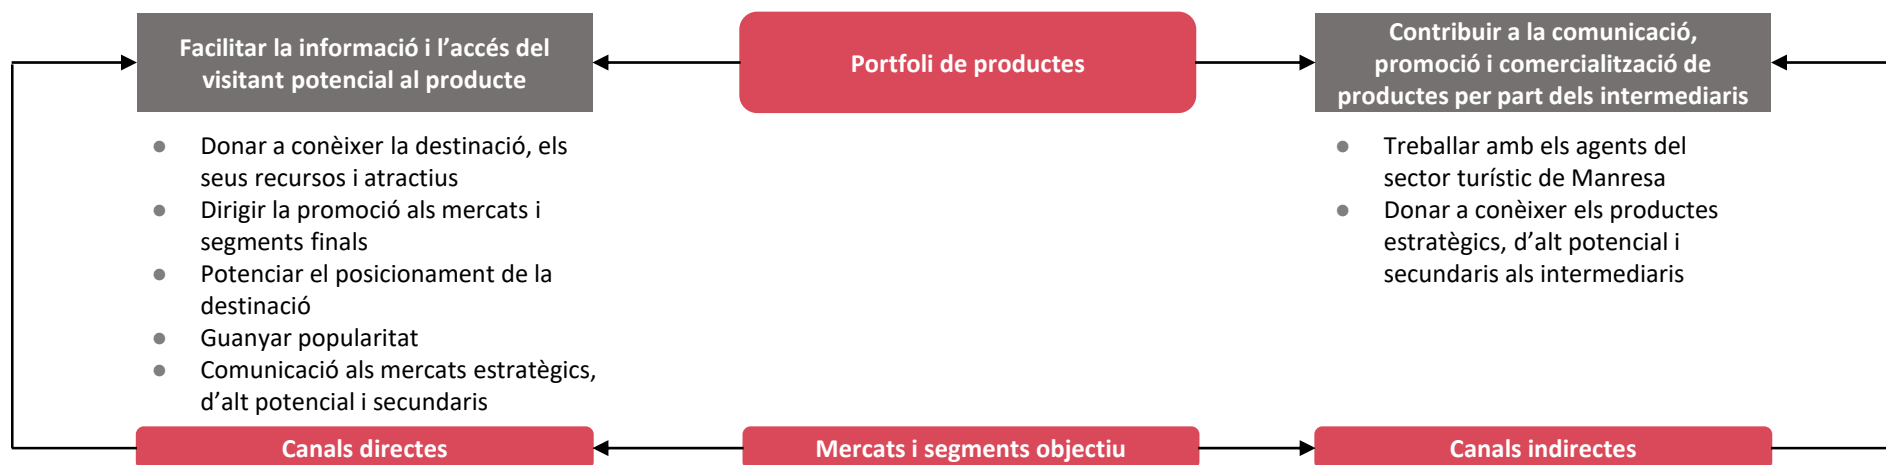 Facilitar la informació i l’accés del
visitant potencial al producte
Portfoli de productes
Contribuir a la comunicació,
promoció i comercialització de
productes per part dels intermediaris
● Donar a conèixer la destinació, els
seus recursos i atractius
● Dirigir la promoció als mercats i
segments finals
● Potenciar el posicionament de la
destinació
● Guanyar popularitat
● Comunicació als mercats estratègics,
d’alt potencial i secundaris
● Treballar amb els agents del
sector turístic de Manresa
● Donar a conèixer els productes
estratègics, d’alt potencial i
secundaris als intermediaris
Canals directes
Mercats i segments objectiu
Canals indirectes